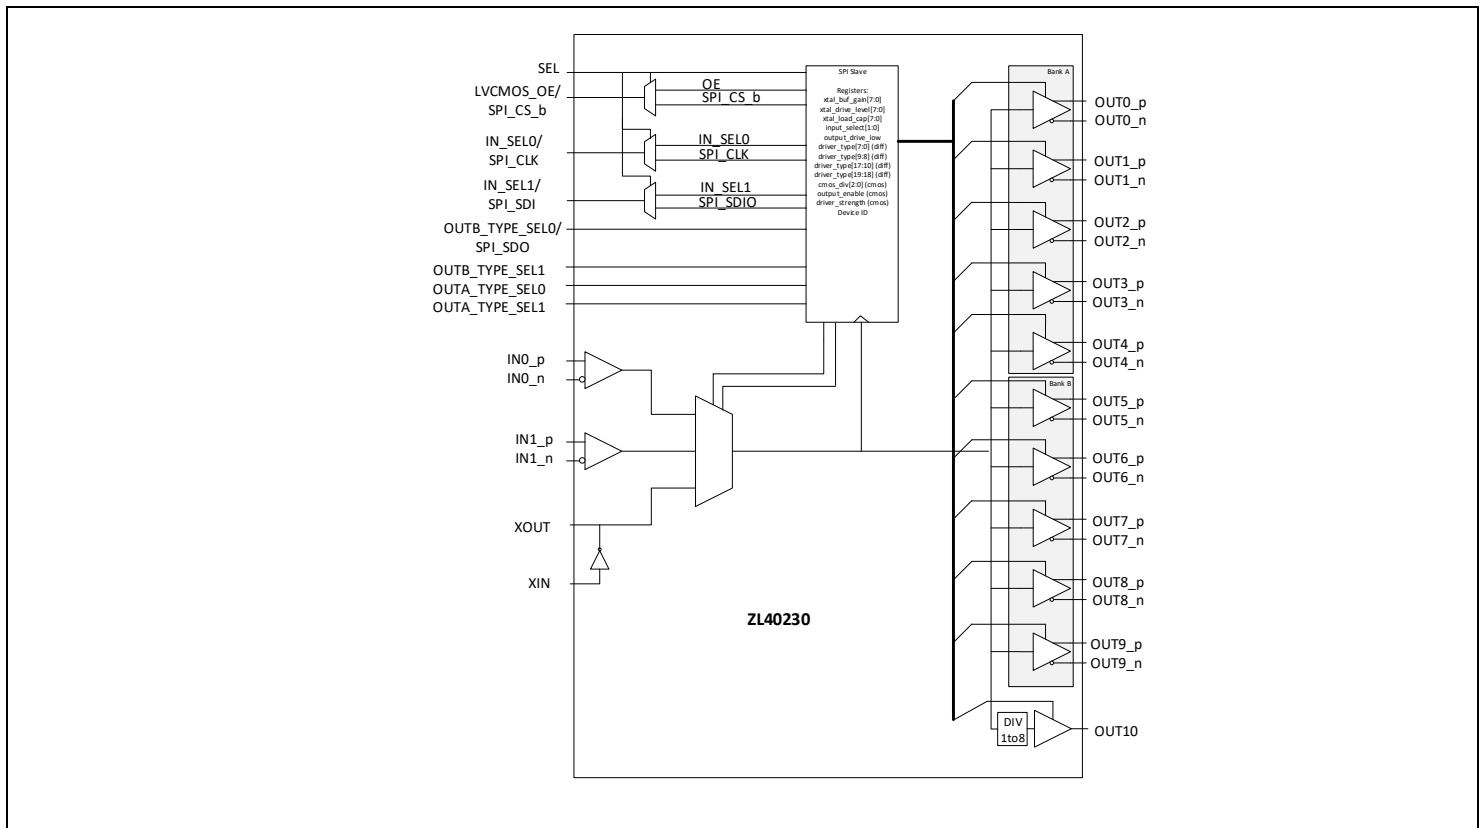 SEL
LVCMOS_OE/
SPI_CS_b
IN_SEL0/
SPI_CLK
IN_SEL1/
SPI_SDI
OUTB_TYPE_SEL0/
SPI_SDO
OUTB_TYPE_SEL1
OUTA_TYPE_SEL0
OUTA_TYPE_SEL1
IN0_p
IN0_n
IN1_p
IN1_n
XOUT
XIN
OE
SPI_CS_b
IN_SEL0
SPI_CLK
IN_SEL1
SPI_SDIO
SPI Slave
Registers:
xtal_buf_gain[7:0]
xtal_drive_level[7:0]
xtal_load_cap[7:0]
input_select[1:0]
output_drive_low
driver_type[7:0] (diff)
driver_type[9:8] (diff)
driver_type[17:10] (diff)
driver_type[19:18] (diff)
cmos_div[2:0] (cmos)
output_enable (cmos)
driver_strength (cmos)
Device ID
ZL40230
Bank A
OUT0_p
OUT0_n
OUT1_p
OUT1_n
OUT2_p
OUT2_n
OUT3_p
OUT3_n
OUT4_p
OUT4_n
Bank B
OUT5_p
OUT5_n
OUT6_p
OUT6_n
OUT7_p
OUT7_n
OUT8_p
OUT8_n
OUT9_p
OUT9_n
DIV
1to8
OUT10